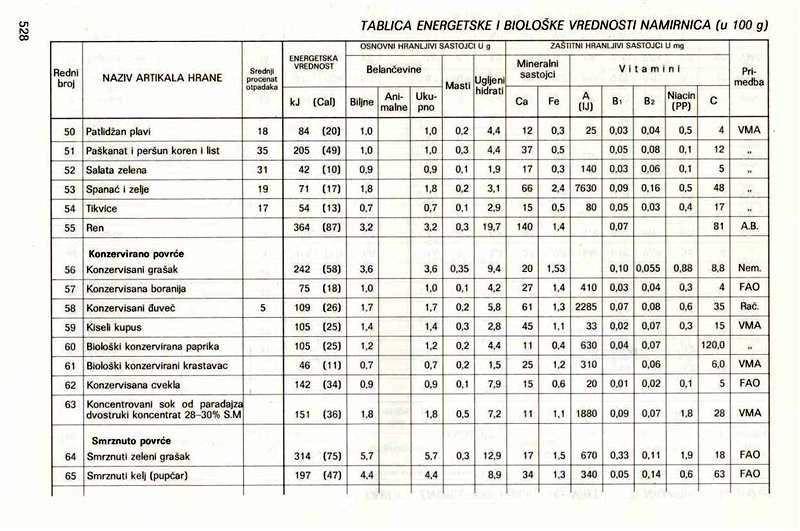 528
TABLICA ENERGETSKE I BIOLOŠKE VREDNOSTI NAMIRNICA (u 100 g)
Redni broj NAZIV ARTIKALA HRANE Srednji procenat otpadaka ENERGETSKA VREDNOST OSNOVNI HRANLJIVI SASTOJCI U g ZAŠTITNI HRANLJIVI SASTOJCI U mg Primedba
Belančevine Masti Ugljeni hidrati Mineralni sastojci Vitamini
kJ (Cal) Biljne Animalne Ukupno Ca Fe A (IJ) B1 B2 Niacin (PP) C
50 Patlidžan plavi 18 84 (20) 1,0 1,0 0,2 4,4 12 0,3 25 0,03 0,04 0,5 4 VMA
51 Paškanat i peršun koren i list 35 205 (49) 1,0 1,0 0,3 4,4 37 0,5 0,05 0,08 0,1 12 „
52 Salata zelena 31 42 (10) 0,9 0,9 0,1 1,9 17 0,3 140 0,03 0,06 0,1 5 „
53 Spanać i zelje 19 71 (17) 1,8 1,8 0,2 3,1 66 2,4 7630 0,09 0,16 0,5 48 „
54 Tikvice 17 54 (13) 0,7 0,7 0,1 2,9 15 0,5 80 0,05 0,03 0,4 17 „
55 Ren 364 (87) 3,2 3,2 0,3 19,7 140 1,4 0,07 81 A.B.
Konzervirano povrće
56 Konzervisani grašak 242 (58) 3,6 3,6 0,35 9,4 20 1,53 0,10 0,055 0,88 8,8 Nem.
57 Konzervisana boranija 75 (18) 1,0 1,0 0,1 4,2 27 1,4 410 0,03 0,04 0,3 4 FAO
58 Konzervisani đuveč 5 109 (26) 1,7 1,7 0,2 5,8 61 1,3 2285 0,07 0,08 0,6 35 Rač.
59 Kiseli kupus 105 (25) 1,4 1,4 0,3 2,8 45 1,1 33 0,02 0,07 0,3 15 VMA
60 Biološki konzervirana paprika 105 (25) 1,2 1,2 0,2 4,4 11 0,4 630 0,04 0,07 120,0 „
61 Biološki konzervirani krastavac 46 (11) 0,7 0,7 0,2 1,5 25 1,2 310 0,06 6,0 VMA
62 Konzervisana cvekla 142 (34) 0,9 0,9 0,1 7,9 15 0,6 20 0,01 0,02 0,1 5 FAO
63 Koncentrovani sok od paradajza
dvostruki koncentrat 28-30% S.M 151 (36) 1,8 1,8 0,5 7,2 11 1,1 1880 0,09 0,07 1,8 28 VMA
Smrznuto povrće
64 Smrznuti zeleni grašak 314 (75) 5,7 5,7 0,3 12,9 17 1,5 670 0,33 0,11 1,9 18 FAO
65 Smrznuti kelj (pupčar) 197 (47) 4,4 4,4 8,9 34 1,3 340 0,05 0,14 0,6 63 FAO